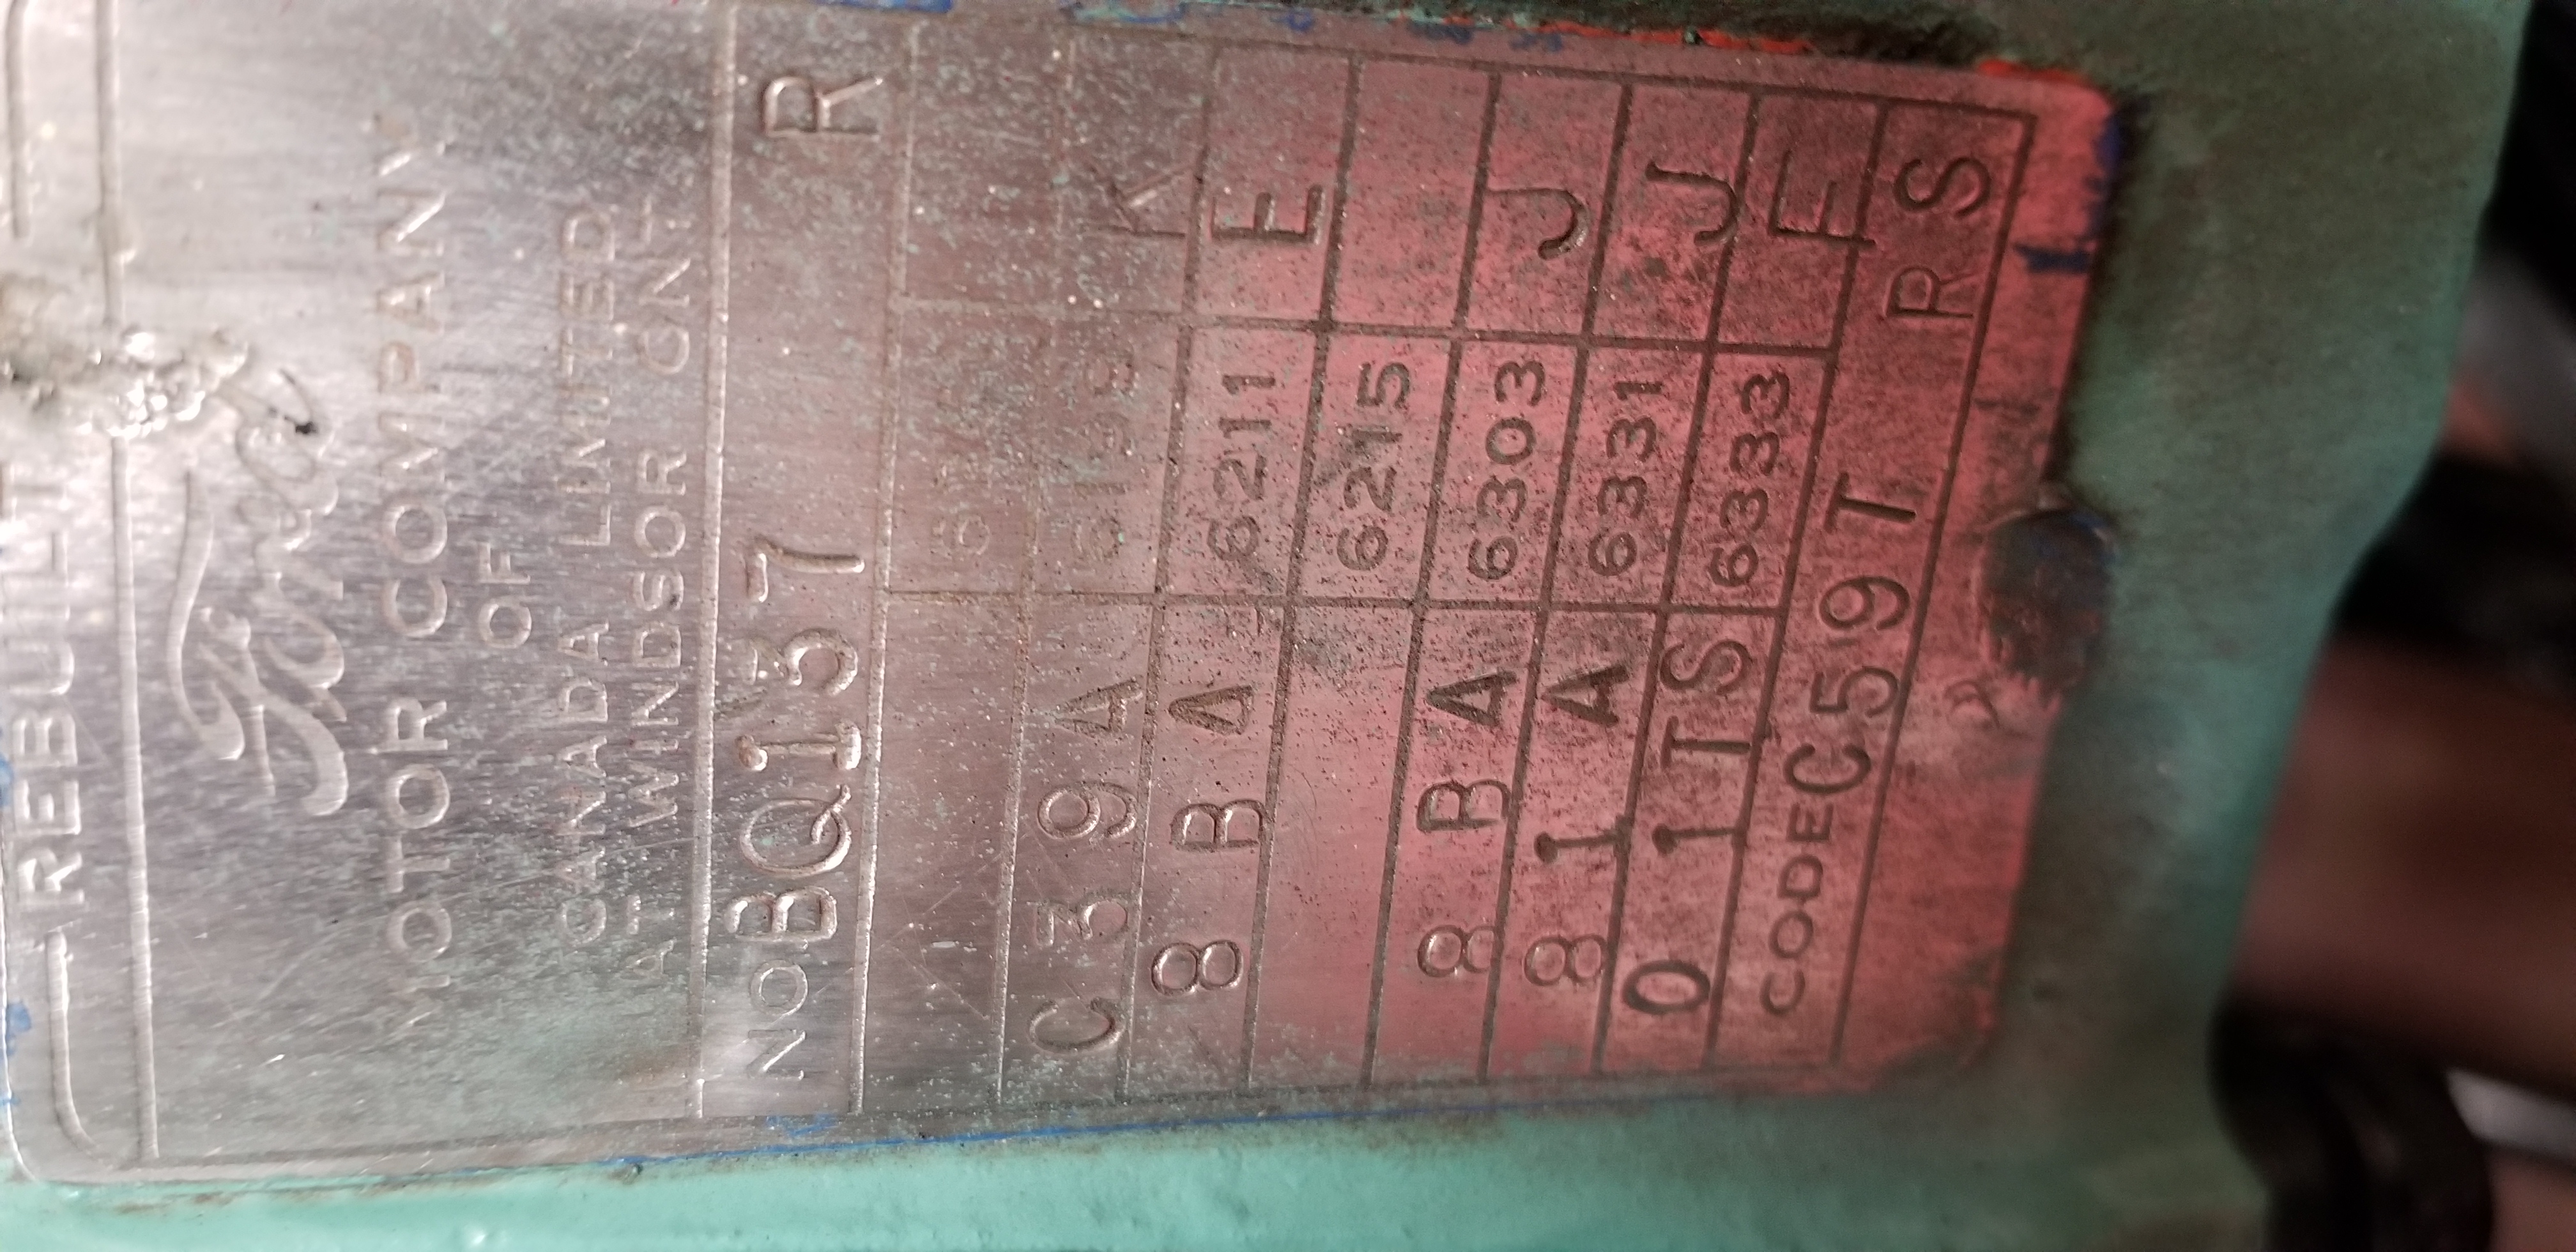 REBUILT
Ford
MOTOR COMPANY
OF
CANADA LIMITED
AT WINDSOR ONT
NO BQ137 R
C39A K
8BA 6211 E
6215
8BA 6303 J
81A 6331 J
01TS 6333 F
CODE C59T RS